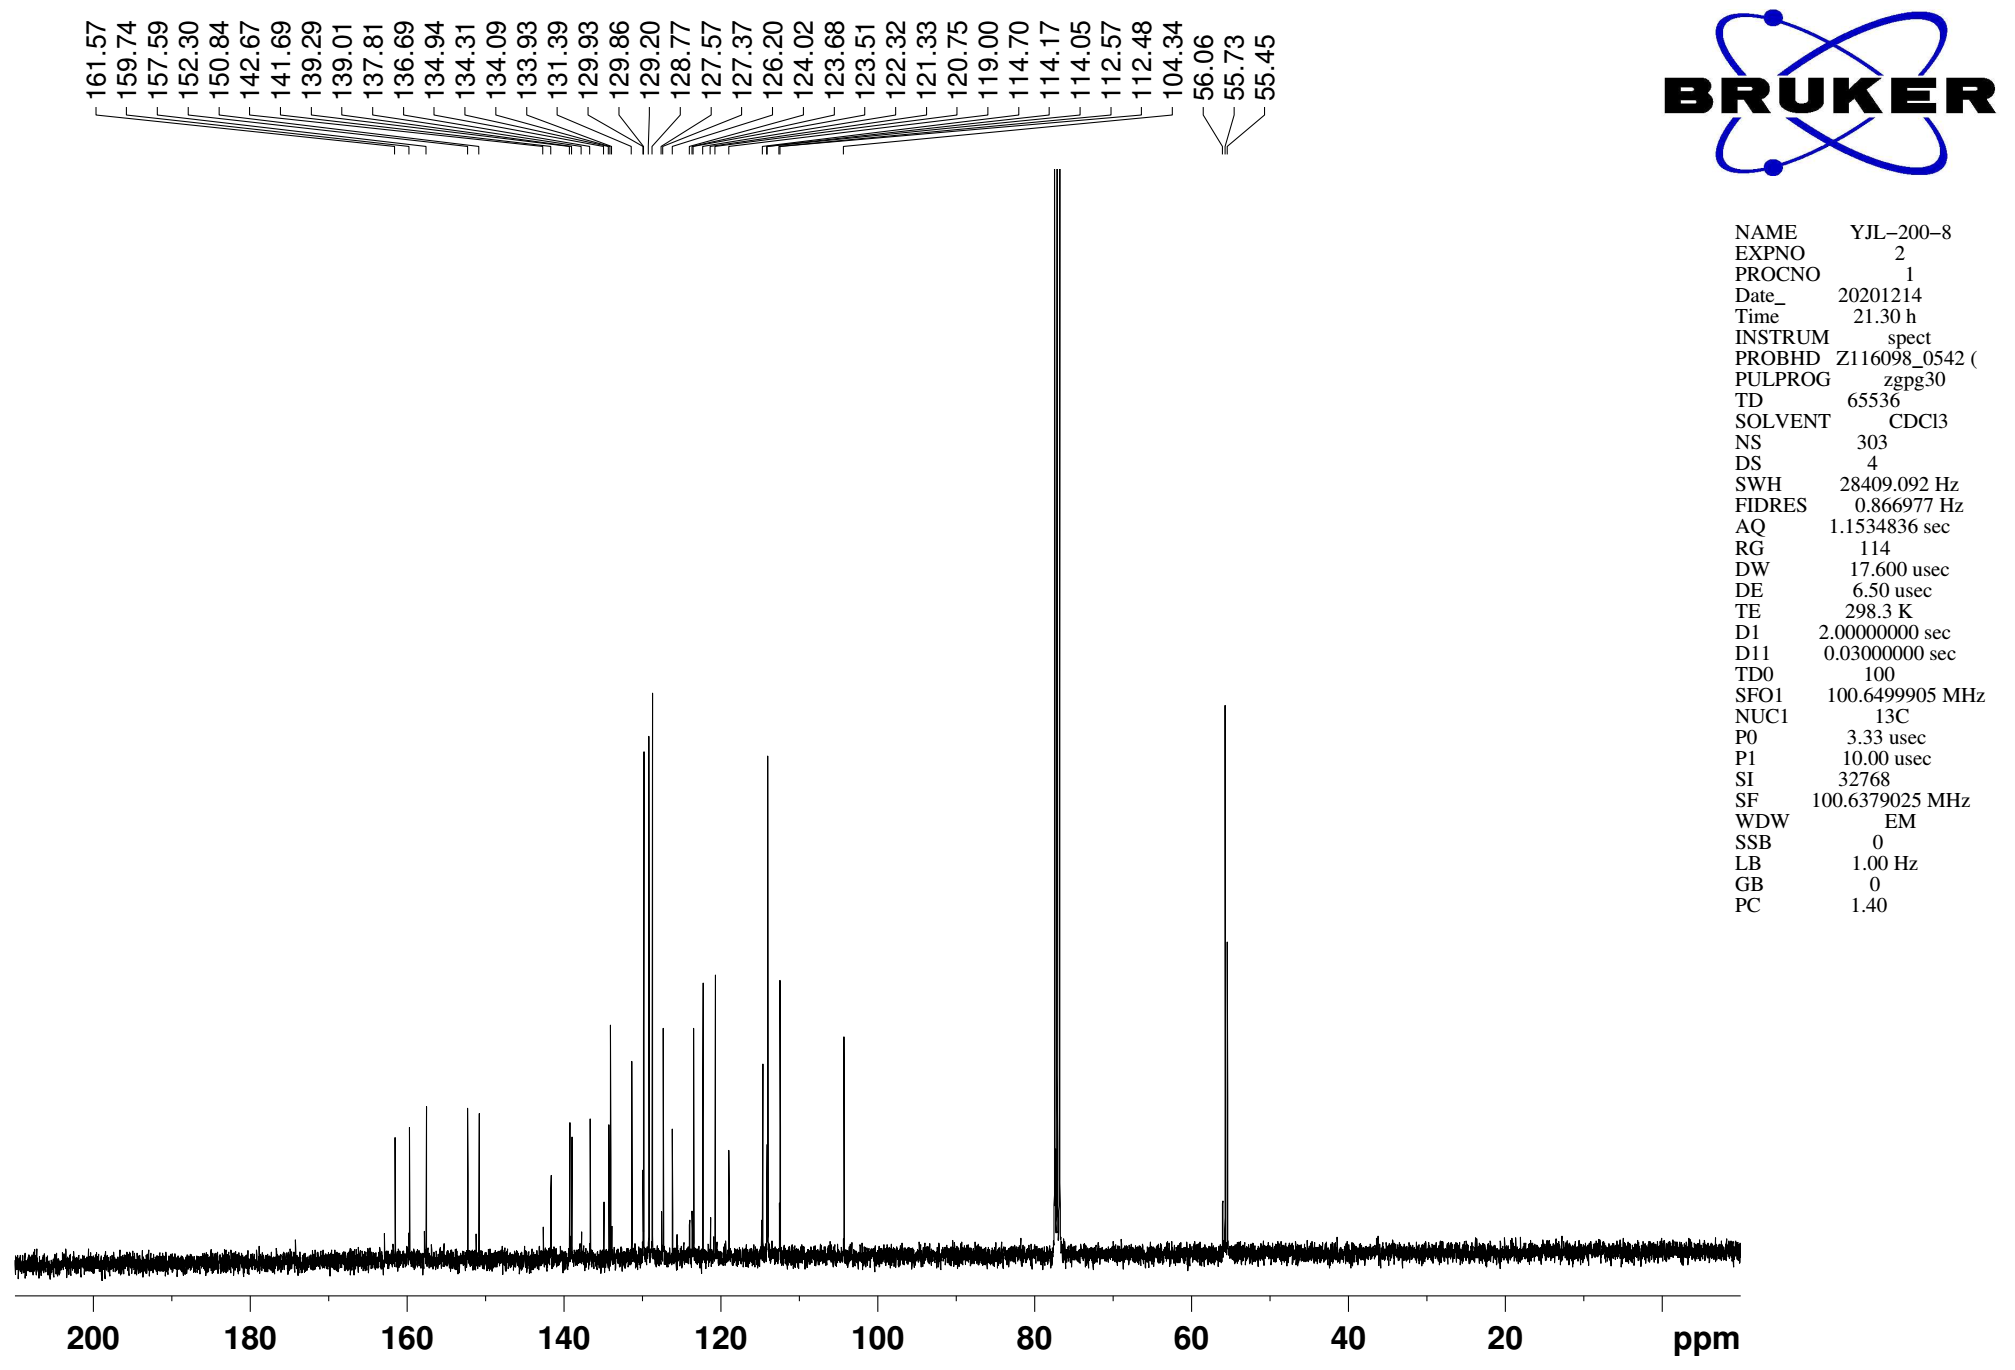 161.57
159.74
157.59
152.30
150.84
142.67
141.69
139.29
139.01
137.81
136.69
134.94
134.31
134.09
133.93
131.39
129.93
129.86
129.20
128.77
127.57
127.37
126.20
124.02
123.68
123.51
122.32
121.33
120.75
119.00
114.70
114.17
114.05
112.57
112.48
104.34
56.06
55.73
55.45
BRUKER
NAME YJL−200−8
EXPNO 2
PROCNO 1
Date_ 20201214
Time 21.30 h
INSTRUM spect
PROBHD Z116098_0542 (
PULPROG zgpg30
TD 65536
SOLVENT CDCl3
NS 303
DS 4
SWH 28409.092 Hz
FIDRES 0.866977 Hz
AQ 1.1534836 sec
RG 114
DW 17.600 usec
DE 6.50 usec
TE 298.3 K
D1 2.00000000 sec
D11 0.03000000 sec
TD0 100
SFO1 100.6499905 MHz
NUC1 13C
P0 3.33 usec
P1 10.00 usec
SI 32768
SF 100.6379025 MHz
WDW EM
SSB 0
LB 1.00 Hz
GB 0
PC 1.40
200 180 160 140 120 100 80 60 40 20 ppm